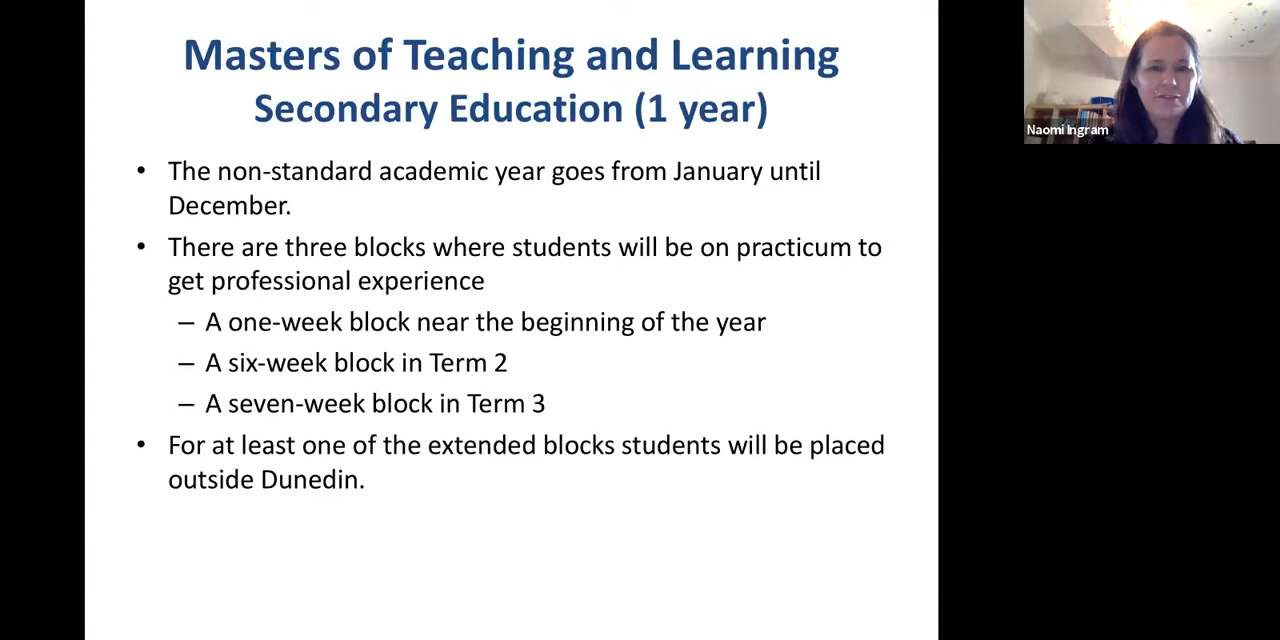 Masters of Teaching and Learning
Secondary Education (1 year)
• The non-standard academic year goes from January until
December.
• There are three blocks where students will be on practicum to
get professional experience
– A one-week block near the beginning of the year
– A six-week block in Term 2
– A seven-week block in Term 3
• For at least one of the extended blocks students will be placed
outside Dunedin.
Naomi Ingram